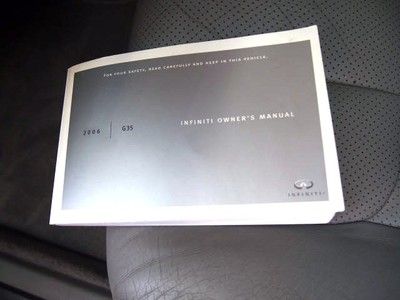 FOR YOUR SAFETY, READ CAREFULLY AND KEEP IN THIS VEHICLE.
2006 | G35 INFINITI OWNER'S MANUAL
INFINITI